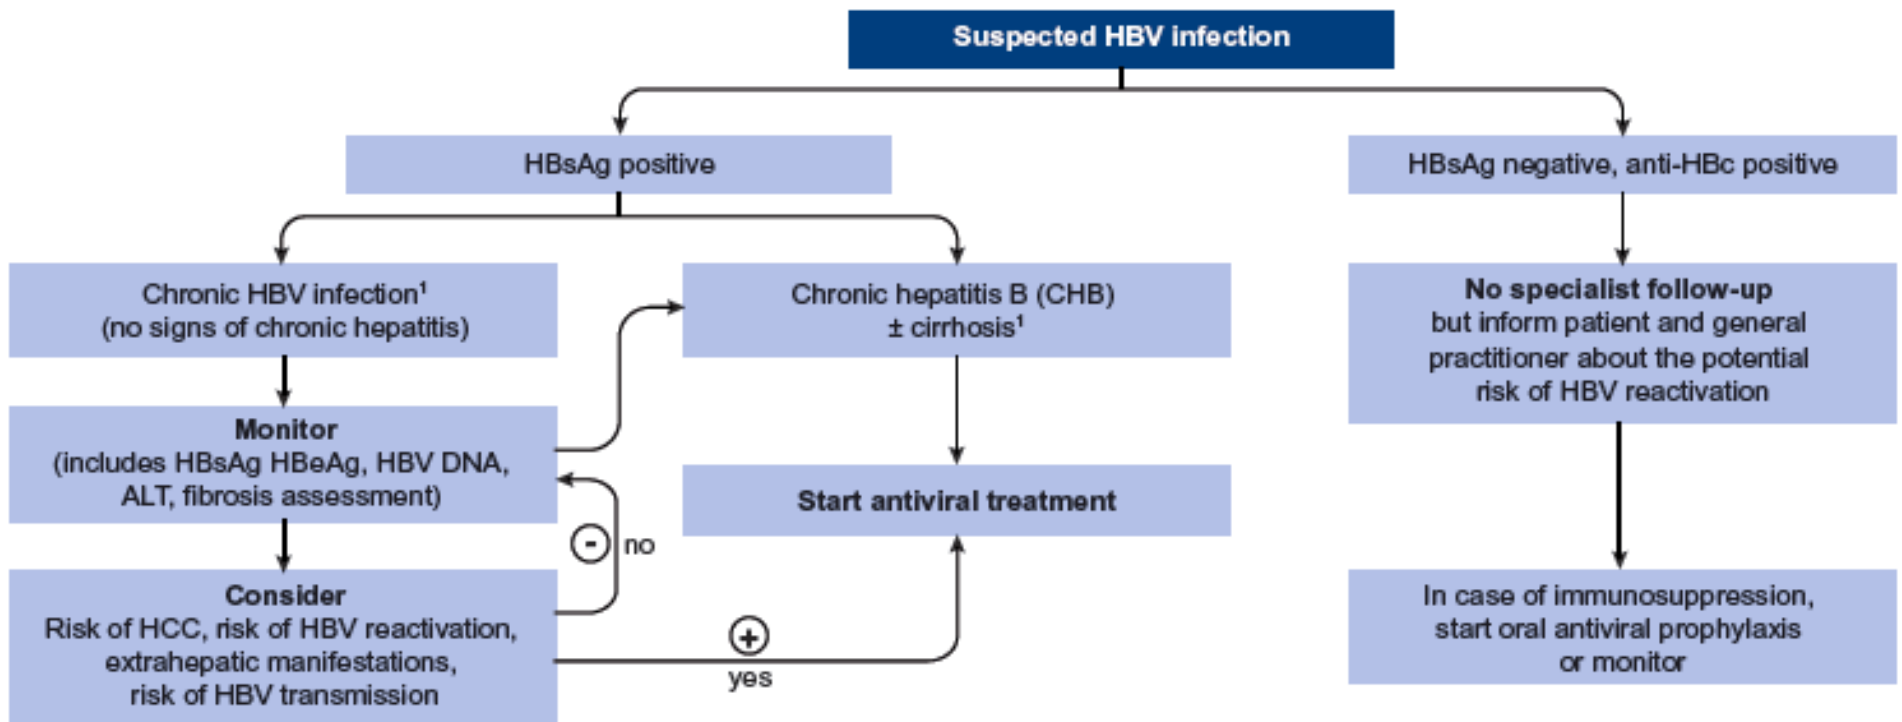 Suspected HBV infection
HBsAg positive
HBsAg negative, anti-HBc positive
Chronic HBV infection¹
(no signs of chronic hepatitis)
Chronic hepatitis B (CHB)
± cirrhosis¹
No specialist follow-up
but inform patient and general
practitioner about the potential
risk of HBV reactivation
Monitor
(includes HBsAg HBeAg, HBV DNA,
ALT, fibrosis assessment)
Start antiviral treatment
- no
Consider
Risk of HCC, risk of HBV reactivation,
extrahepatic manifestations,
risk of HBV transmission
+
yes
In case of immunosuppression,
start oral antiviral prophylaxis
or monitor